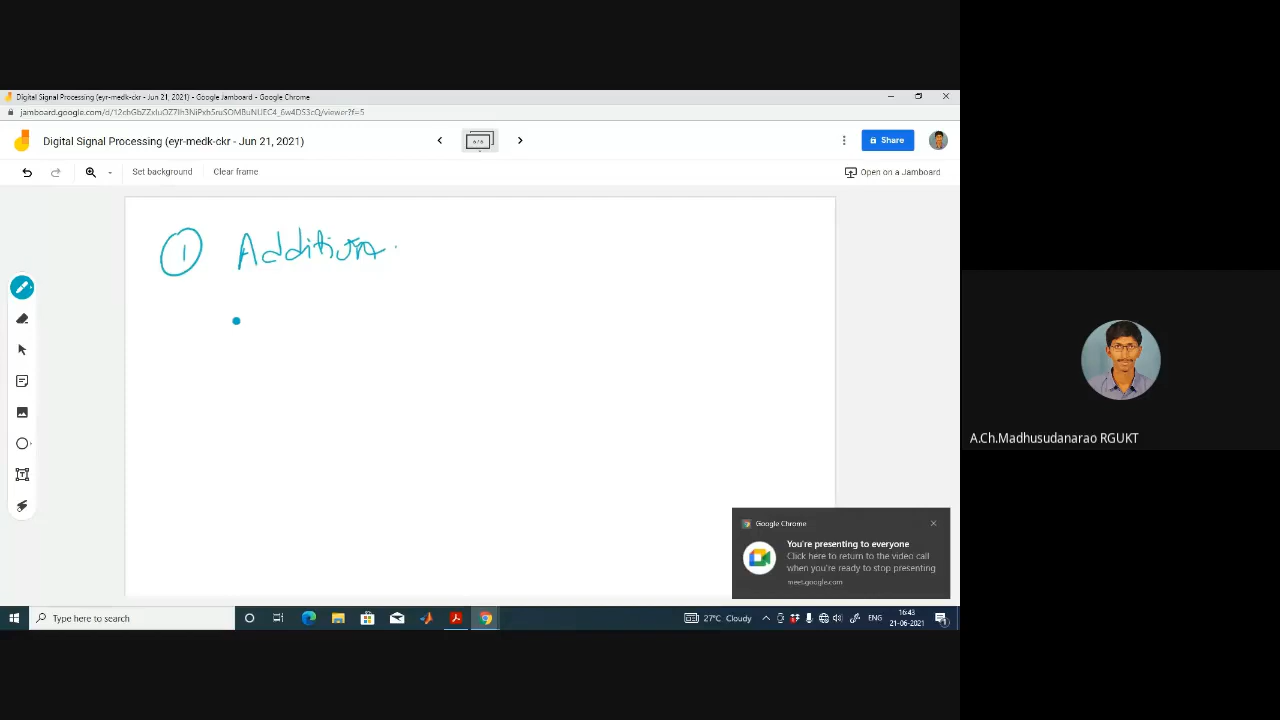 Digital Signal Processing (eyr-medk-ckr - Jun 21, 2021) - Google Jamboard - Google Chrome
Digital Signal Processing (eyr-medk-ckr - Jun 21, 2021)
6 / 6
Share
Set background
Clear frame
Open on a Jamboard
① Addition.
A.Ch.Madhusudanarao RGUKT
Google Chrome
You're presenting to everyone
Click here to return to the video call
when you're ready to stop presenting
meet.google.com
Type here to search
27°C Cloudy
ENG
16:43
21-06-2021